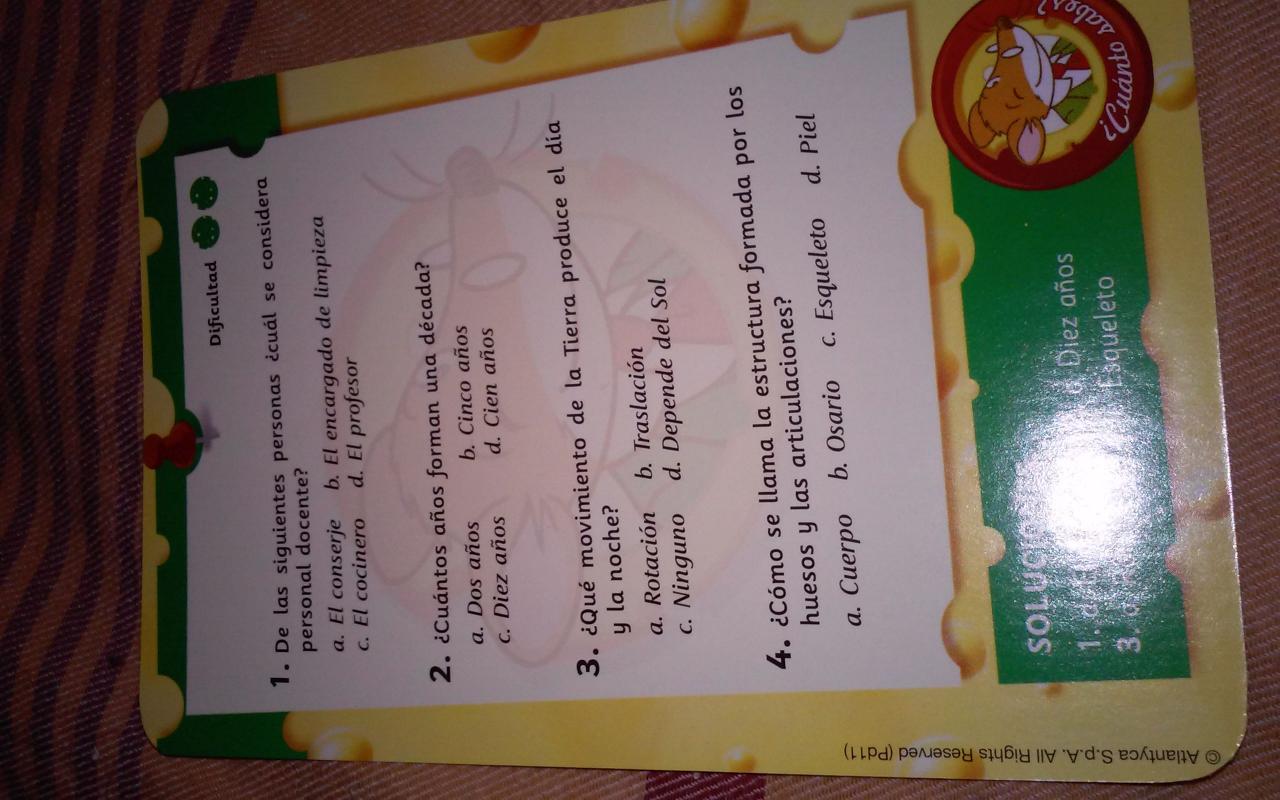 Dificultad
1. De las siguientes personas ¿cuál se considera
personal docente?
a. El conserje b. El encargado de limpieza
c. El cocinero d. El profesor
2. ¿Cuántos años forman una década?
a. Dos años b. Cinco años
c. Diez años d. Cien años
3. ¿Qué movimiento de la Tierra produce el día
y la noche?
a. Rotación b. Traslación
c. Ninguno d. Depende del Sol
4. ¿Cómo se llama la estructura formada por los
huesos y las articulaciones?
a. Cuerpo b. Osario c. Esqueleto d. Piel
1. Diez años
3. Esqueleto
¿Cuánto sabes?
© Atlantyca S.p.A. All Rights Reserved (Pd11)